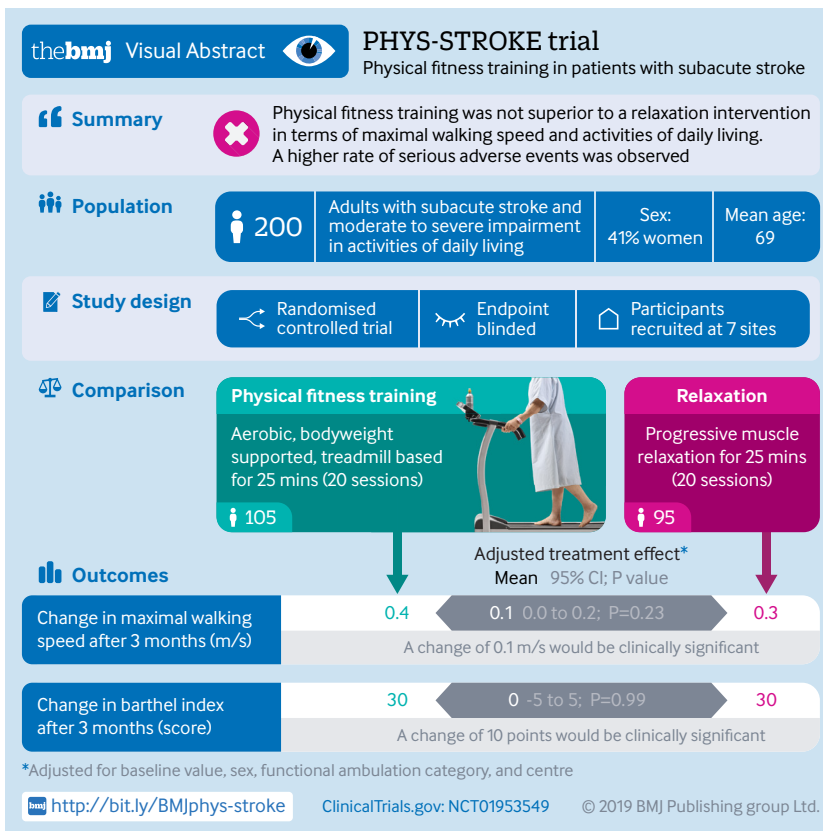 thebmj Visual Abstract
PHYS-STROKE trial
Physical fitness training in patients with subacute stroke
Summary
Physical fitness training was not superior to a relaxation intervention
in terms of maximal walking speed and activities of daily living.
A higher rate of serious adverse events was observed
Population
200
Adults with subacute stroke and
moderate to severe impairment
in activities of daily living
Sex:
41% women
Mean age:
69
Study design
Randomised
controlled trial
Endpoint
blinded
Participants
recruited at 7 sites
Comparison
Physical fitness training
Aerobic, bodyweight
supported, treadmill based
for 25 mins (20 sessions)
105
Relaxation
Progressive muscle
relaxation for 25 mins
(20 sessions)
95
Outcomes
Adjusted treatment effect*
Mean 95% CI; P value
Change in maximal walking
speed after 3 months (m/s)
0.4
0.1 0.0 to 0.2; P=0.23
0.3
A change of 0.1 m/s would be clinically significant
Change in barthel index
after 3 months (score)
30
0 -5 to 5; P=0.99
30
A change of 10 points would be clinically significant
*Adjusted for baseline value, sex, functional ambulation category, and centre
bmj http://bit.ly/BMJphys-stroke
ClinicalTrials.gov: NCT01953549
© 2019 BMJ Publishing group Ltd.